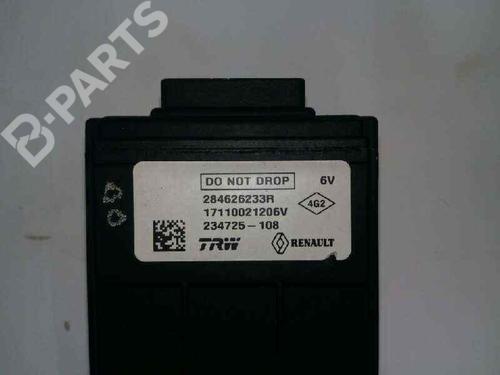 B-PARTS
DO NOT DROP 6V
284626233R
17110021206V
4G2
234725-108
TRW RENAULT